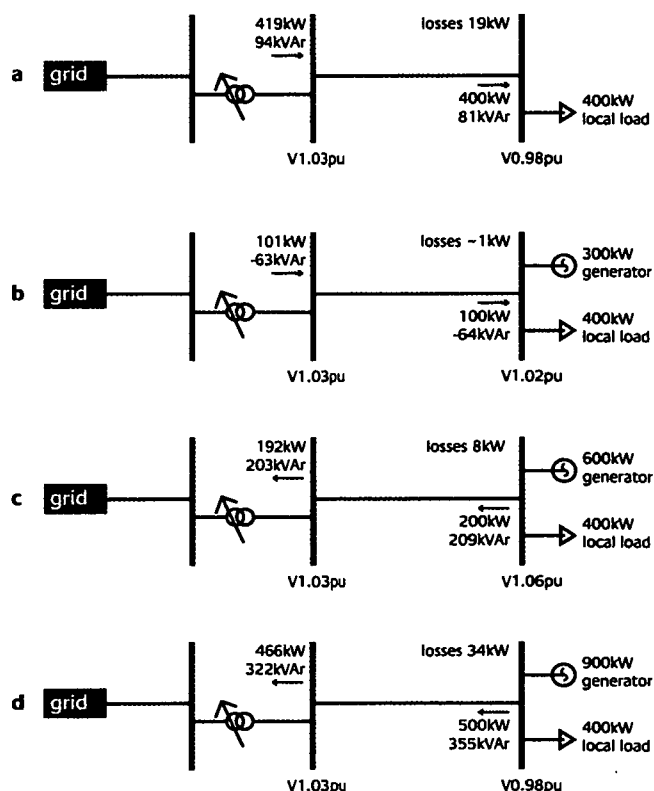 419kW
94kVAr
losses 19kW
a
grid
400kW
81kVAr
400kW
local load
V1.03pu
V0.98pu
101kW
-63kVAr
losses ~1kW
300kW
generator
b
grid
100kW
-64kVAr
400kW
local load
V1.03pu
V1.02pu
192kW
203kVAr
losses 8kW
600kW
generator
c
grid
200kW
209kVAr
400kW
local load
V1.03pu
V1.06pu
466kW
322kVAr
losses 34kW
900kW
generator
d
grid
500kW
355kVAr
400kW
local load
V1.03pu
V0.98pu